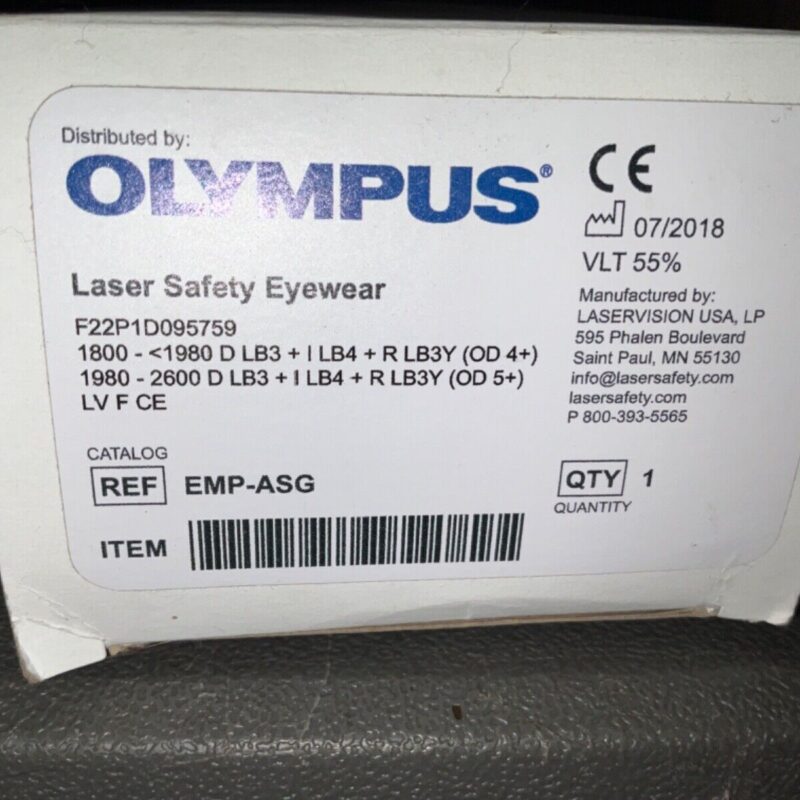 Distributed by:
OLYMPUS®
Laser Safety Eyewear
F22P1D095759
1800 - <1980 D LB3 + I LB4 + R LB3Y (OD 4+)
1980 - 2600 D LB3 + I LB4 + R LB3Y (OD 5+)
LV F CE
CATALOG
REF EMP-ASG
ITEM
CE
07/2018
VLT 55%
Manufactured by:
LASERVISION USA, LP
595 Phalen Boulevard
Saint Paul, MN 55130
info@lasersafety.com
lasersafety.com
P 800-393-5565
QTY 1
QUANTITY